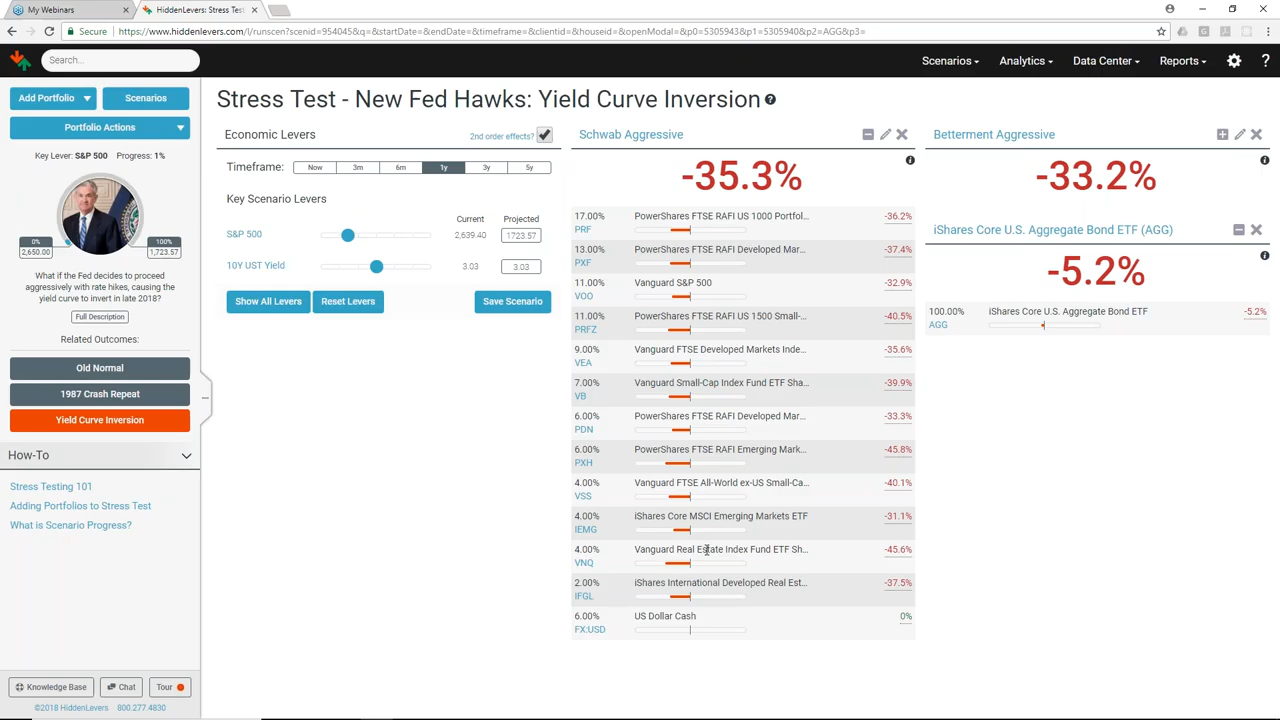 My Webinars
HiddenLevers: Stress Test
Secure
https://www.hiddenlevers.com/l/runscen?scenid=954045&q=&startDate=&endDate=&timeframe=&clientid=&houseid=&openModal=&p0=5305943&p1=5305940&p2=AGG&p3=
Search...
Scenarios
Analytics
Data Center
Reports
?
Add Portfolio
Scenarios
Portfolio Actions
Key Lever: S&P 500 Progress: 1%
0%
2,650.00
100%
1,723.57
What if the Fed decides to proceed
aggressively with rate hikes, causing the
yield curve to invert in late 2018?
Full Description
Related Outcomes:
Old Normal
1987 Crash Repeat
Yield Curve Inversion
How-To
Stress Testing 101
Adding Portfolios to Stress Test
What is Scenario Progress?
Knowledge Base
Chat
Tour
©2018 HiddenLevers 800.277.4830
Stress Test - New Fed Hawks: Yield Curve Inversion
Economic Levers
2nd order effects?
Timeframe:
Now
3m
6m
1y
3y
5y
Key Scenario Levers
Current
Projected
S&P 500
2,639.40
1723.57
10Y UST Yield
3.03
3.03
Show All Levers
Reset Levers
Save Scenario
Schwab Aggressive
-35.3%
17.00% PowerShares FTSE RAFI US 1000 Portfol... -36.2%
PRF
13.00% PowerShares FTSE RAFI Developed Mar... -37.4%
PXF
11.00% Vanguard S&P 500 -32.9%
VOO
11.00% PowerShares FTSE RAFI US 1500 Small-... -40.5%
PRFZ
9.00% Vanguard FTSE Developed Markets Inde... -35.6%
VEA
7.00% Vanguard Small-Cap Index Fund ETF Sha... -39.9%
VB
6.00% PowerShares FTSE RAFI Developed Mar... -33.3%
PDN
6.00% PowerShares FTSE RAFI Emerging Mark... -45.8%
PXH
4.00% Vanguard FTSE All-World ex-US Small-Ca... -40.1%
VSS
4.00% iShares Core MSCI Emerging Markets ETF -31.1%
IEMG
4.00% Vanguard Real Estate Index Fund ETF Sh... -45.6%
VNQ
2.00% iShares International Developed Real Est... -37.5%
IFGL
6.00% US Dollar Cash 0%
FX:USD
Betterment Aggressive
-33.2%
iShares Core U.S. Aggregate Bond ETF (AGG)
-5.2%
100.00% iShares Core U.S. Aggregate Bond ETF -5.2%
AGG